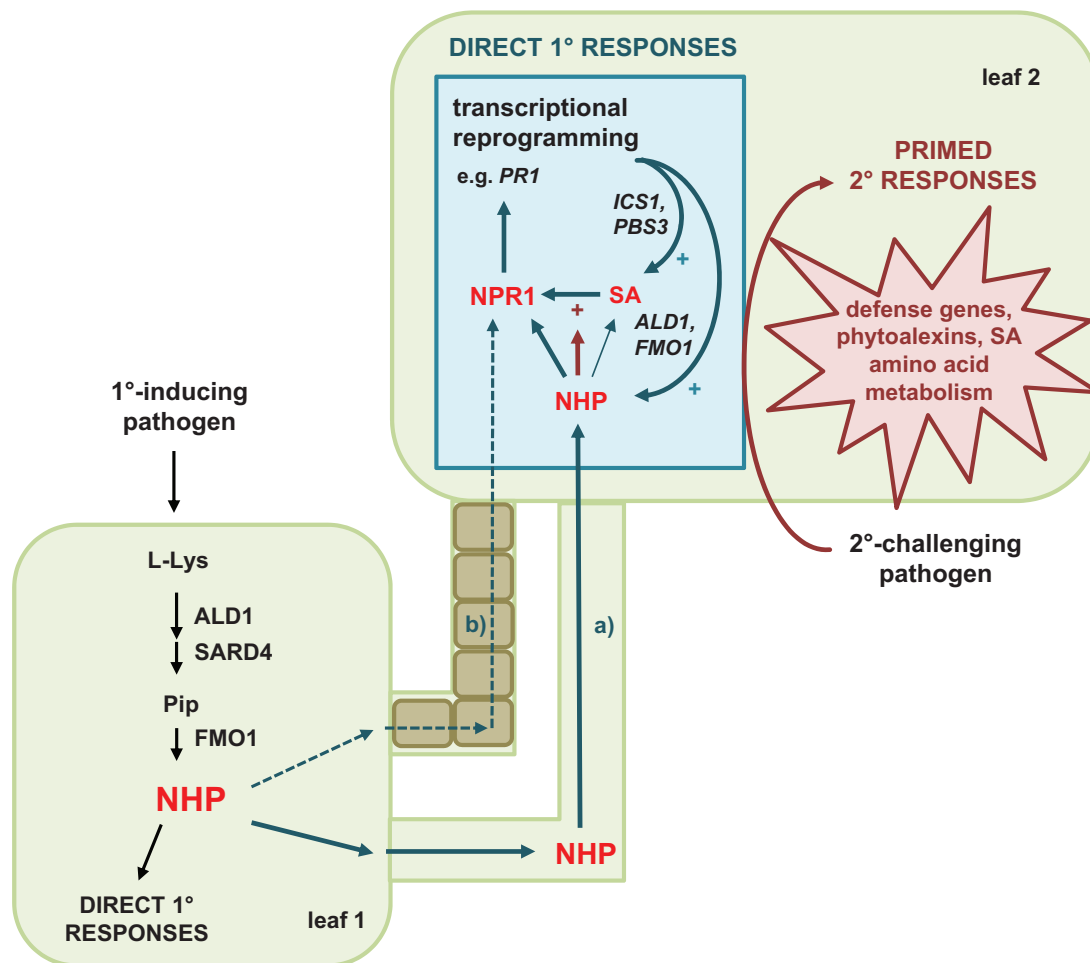 DIRECT 1° RESPONSES
leaf 2
transcriptional
reprogramming
e.g. PR1
ICS1,
PBS3
+
NPR1
SA
+
ALD1,
FMO1
NHP
+
PRIMED
2° RESPONSES
defense genes,
phytoalexins, SA
amino acid
metabolism
2°-challenging
pathogen
1°-inducing
pathogen
L-Lys
ALD1
SARD4
Pip
FMO1
NHP
DIRECT 1°
RESPONSES
leaf 1
b)
a)
NHP